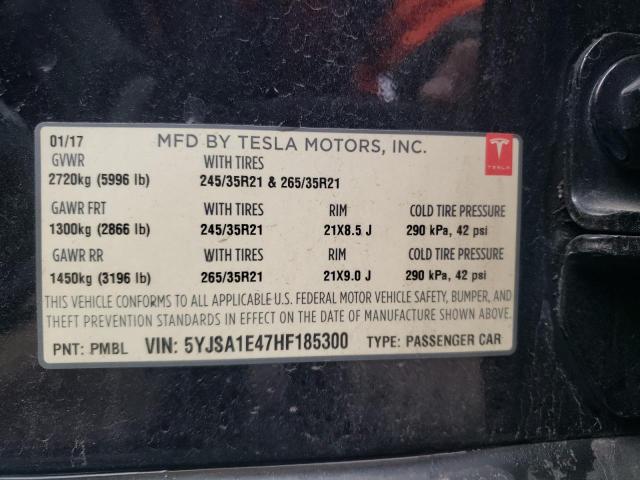 01/17 MFD BY TESLA MOTORS, INC.
GVWR WITH TIRES
2720kg (5996 lb) 245/35R21 & 265/35R21
TESLA
GAWR FRT WITH TIRES RIM COLD TIRE PRESSURE
1300kg (2866 lb) 245/35R21 21X8.5 J 290 kPa, 42 psi
GAWR RR WITH TIRES RIM COLD TIRE PRESSURE
1450kg (3196 lb) 265/35R21 21X9.0 J 290 kPa, 42 psi
THIS VEHICLE CONFORMS TO ALL APPLICABLE U.S. FEDERAL MOTOR VEHICLE SAFETY, BUMPER, AND
THEFT PREVENTION STANDARDS IN EFFECT ON THE DATE OF MANUFACTURE SHOWN ABOVE.
PNT: PMBL VIN: 5YJSA1E47HF185300 TYPE: PASSENGER CAR